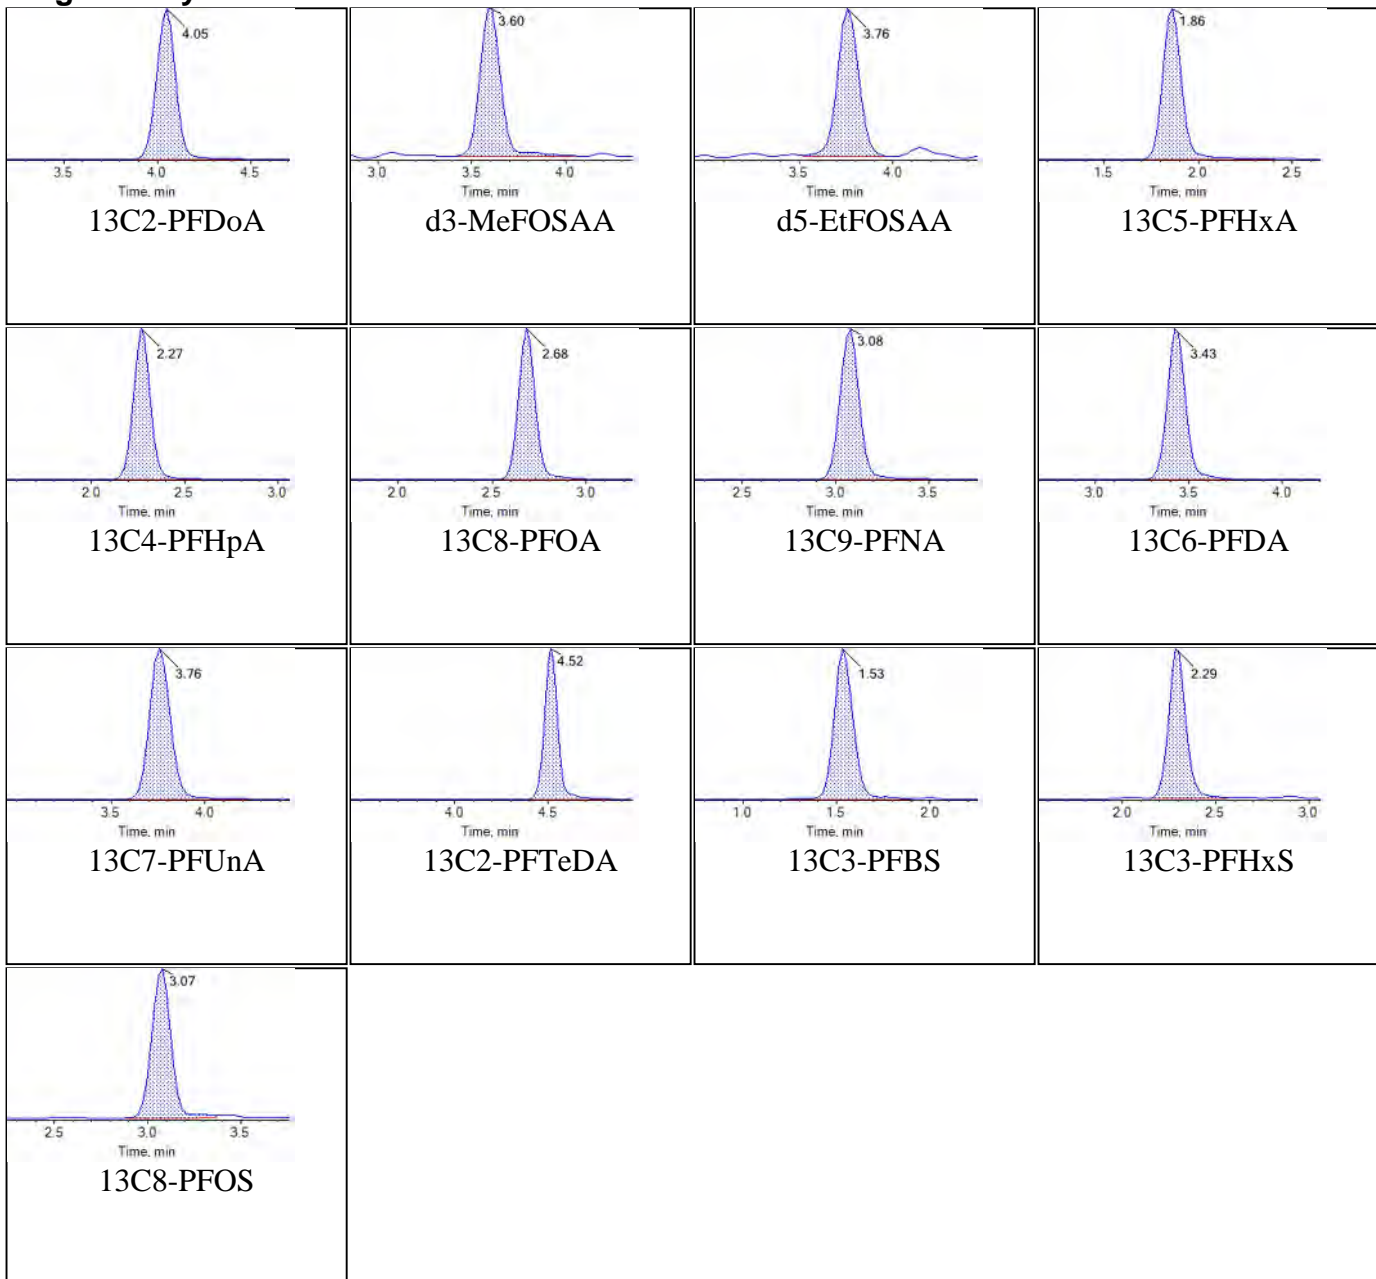 4.05
3.5 4.0 4.5
Time, min
13C2-PFDoA
3.60
3.0 3.5 4.0
Time, min
d3-MeFOSAA
3.76
3.5 4.0
Time, min
d5-EtFOSAA
1.86
1.5 2.0 2.5
Time, min
13C5-PFHxA
2.27
2.0 2.5 3.0
Time, min
13C4-PFHpA
2.68
2.0 2.5 3.0
Time, min
13C8-PFOA
3.08
2.5 3.0 3.5
Time, min
13C9-PFNA
3.43
3.0 3.5 4.0
Time, min
13C6-PFDA
3.76
3.5 4.0
Time, min
13C7-PFUnA
4.52
4.0 4.5
Time, min
13C2-PFTeDA
1.53
1.0 1.5 2.0
Time, min
13C3-PFBS
2.29
2.0 2.5 3.0
Time, min
13C3-PFHxS
3.07
2.5 3.0 3.5
Time, min
13C8-PFOS